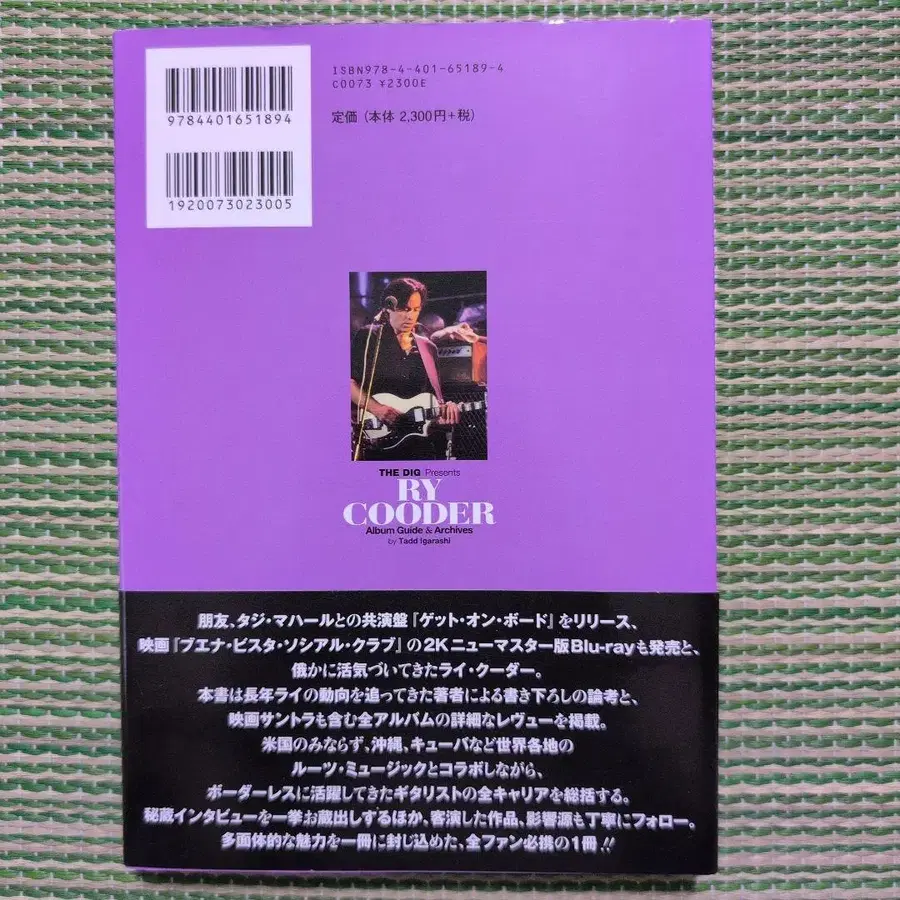 ISBN978-4-401-65189-4
C0073 ¥2300E
9784401651894
定価（本体 2,300円+税）
1920073023005
THE DIG Presents
RY
COODER
Album Guide & Archives
by Tadd Igarashi
朋友、タジ・マハールとの共演盤『ゲット・オン・ボード』をリリース、
映画『ブエナ・ビスタ・ソシアル・クラブ』の2Kニューマスター版Blu-rayも発売と、
俄かに活気づいてきたライ・クーダー。
本書は長年ライの動向を追ってきた著者による書き下ろしの論考と、
映画サントラも含む全アルバムの詳細なレヴューを掲載。
米国のみならず、沖縄、キューバなど世界各地の
ルーツ・ミュージックとコラボしながら、
ボーダーレスに活躍してきたギタリストの全キャリアを総括する。
秘蔵インタビューを一挙お蔵出しするほか、客演した作品、影響源も丁寧にフォロー。
多面体的な魅力を一冊に封じ込めた、全ファン必携の1冊!!